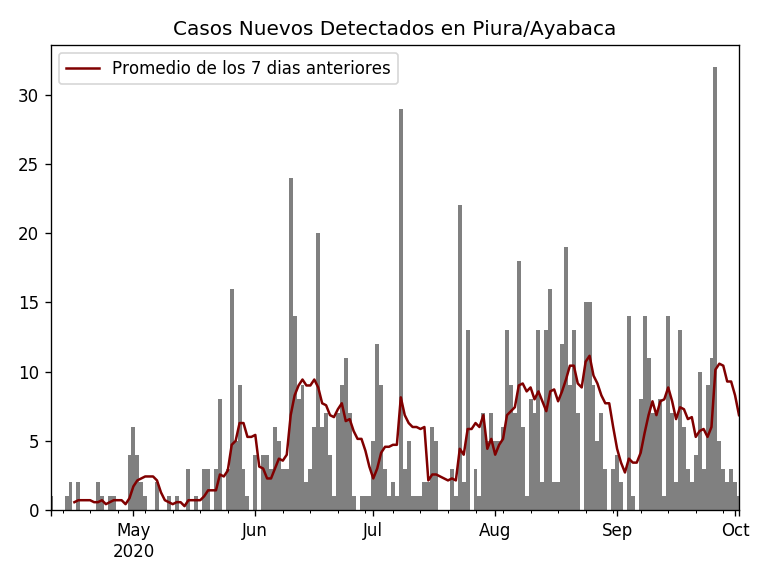 Casos Nuevos Detectados en Piura/Ayabaca
Promedio de los 7 dias anteriores
30
25
20
15
10
5
0
May Jun Jul Aug Sep Oct
2020